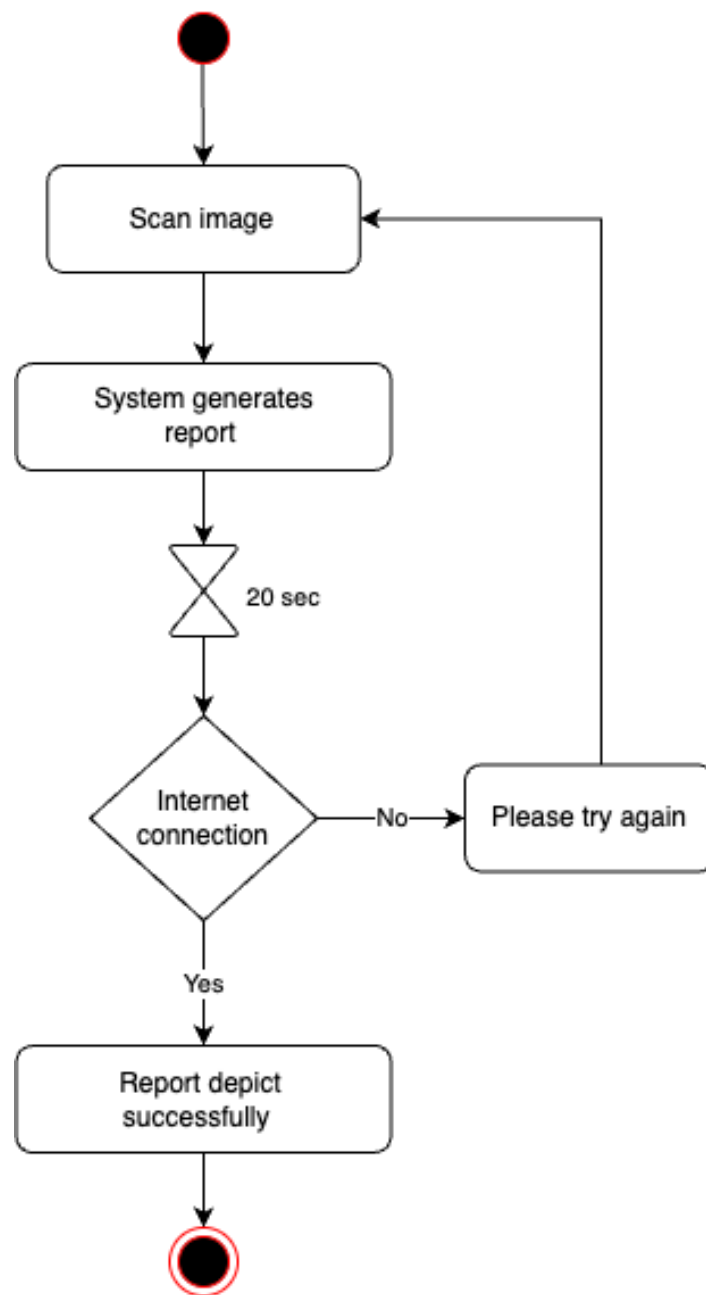 Scan image
System generates
report
20 sec
Internet
connection
No
Please try again
Yes
Report depict
successfully